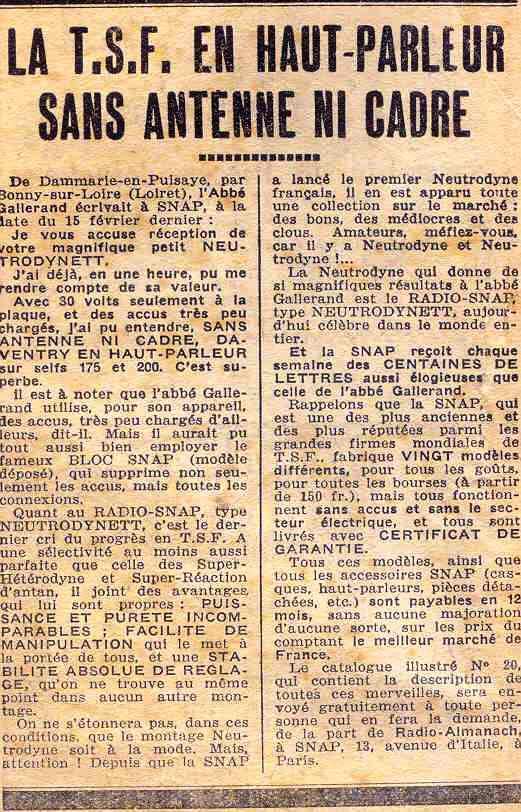 LA T.S.F. EN HAUT-PARLEUR
SANS ANTENNE NI CADRE
De Dammarie-en-Puisaye, par
Bonny-sur-Loire (Loiret), l'Abbé
Gallerand écrivait à SNAP, à la
date du 15 février dernier :
Je vous accuse réception de
votre magnifique petit NEU-
TRODYNETT.
J'ai déjà, en une heure, pu me
rendre compte de sa valeur.
Avec 30 volts seulement à la
plaque, et des accus très peu
chargés, j'ai pu entendre, SANS
ANTENNE NI CADRE, DA-
VENTRY EN HAUT-PARLEUR
sur selfs 175 et 200. C'est su-
perbe.
Il est à noter que l'abbé Galle-
rand utilise, pour son appareil,
des accus, très peu chargés d'ail-
leurs, dit-il. Mais il aurait pu
tout aussi bien employer le
fameux BLOC SNAP (modèle
déposé), qui supprime non seu-
lement les accus, mais toutes les
connexions.
Quant au RADIO-SNAP, type
NEUTRODYNETT, c'est le der-
nier cri du progrès en T.S.F. A
une sélectivité au moins aussi
parfaite que celle des Super-
Hétérodyne et Super-Réaction
d'antan, il joint des avantages
qui lui sont propres : PUIS-
SANCE ET PURETE INCOM-
PARABLES ; FACILITE DE
MANIPULATION qui le met à
la portée de tous, et une STA-
BILITE ABSOLUE DE REGLA-
GE, qu'on ne trouve au même
point dans aucun autre mon-
tage.
On ne s'étonnera pas, dans ces
conditions, que le montage Neu-
trodyne soit à la mode. Mais,
attention ! Depuis que la SNAP
a lancé le premier Neutrodyne
français, il en est apparu toute
une collection sur le marché :
des bons, des médiocres et des
clous. Amateurs, méfiez-vous,
car il y a Neutrodyne et Neu-
trodyne !...
La Neutrodyne qui donne de
si magnifiques résultats à l'abbé
Gallerand est le RADIO-SNAP,
type NEUTRODYNETT, aujour-
d'hui célèbre dans le monde en-
tier.
Et la SNAP reçoit chaque
semaine des CENTAINES DE
LETTRES aussi élogieuses que
celle de l'abbé Gallerand.
Rappelons que la SNAP, qui
est une des plus anciennes et
des plus réputées parmi les
grandes firmes mondiales de
T.S.F., fabrique VINGT modèles
différents, pour tous les goûts,
pour toutes les bourses (à partir
de 150 fr.), mais tous fonction-
nent sans accus et sans le sec-
teur électrique, et tous sont
livrés avec CERTIFICAT DE
GARANTIE.
Tous ces modèles, ainsi que
tous les accessoires SNAP (cas-
ques, haut-parleurs, pièces déta-
chées, etc.) sont payables en 12
mois, sans aucune majoration
d'aucune sorte, sur les prix du
comptant le meilleur marché de
France.
Le catalogue illustré N° 20,
qui contient la description de
toutes ces merveilles, sera en-
voyé gratuitement à toute per-
sonne qui en fera la demande,
de la part de Radio-Almanach,
à SNAP, 13, avenue d'Italie, à
Paris.